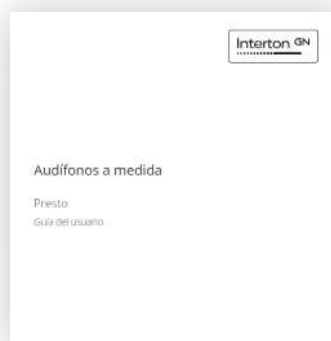 Interton GN
Audífonos a medida
Presto
Guía del usuario